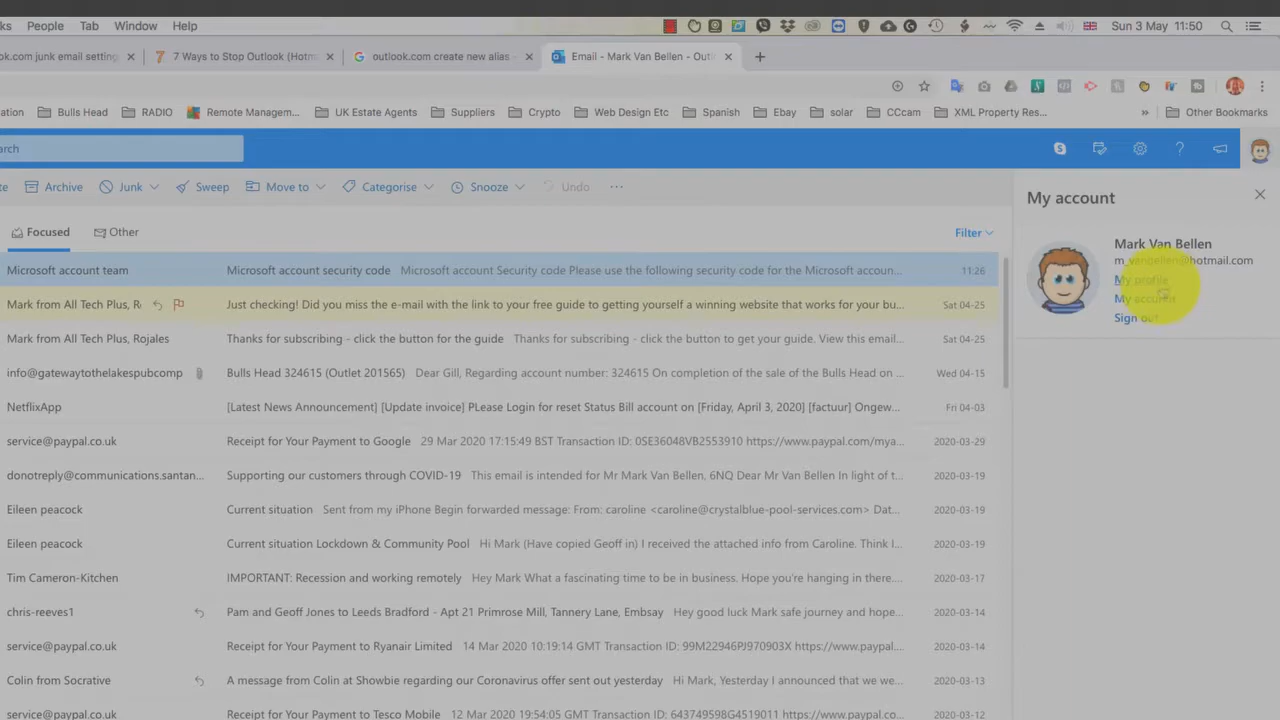 ks People Tab Window Help Sun 3 May 11:50
ok.com junk email setting 7 Ways to Stop Outlook (Hotm outlook.com create new alias Email - Mark Van Bellen - Outl
ation Bulls Head RADIO Remote Managem... UK Estate Agents Suppliers Crypto Web Design Etc Spanish Ebay solar CCcam XML Property Res... » Other Bookmarks
arch
te Archive Junk Sweep Move to Categorise Snooze Undo ...
My account
Focused Other Filter
Mark Van Bellen
m_vanbellen@hotmail.com
My profile
My account
Sign out
Microsoft account team Microsoft account security code Microsoft account Security code Please use the following security code for the Microsoft accoun... 11:26
Mark from All Tech Plus, Ro Just checking! Did you miss the e-mail with the link to your free guide to getting yourself a winning website that works for your bu... Sat 04-25
Mark from All Tech Plus, Rojales Thanks for subscribing - click the button for the guide Thanks for subscribing - click the button to get your guide. View this email... Sat 04-25
info@gatewaytothelakespubcomp Bulls Head 324615 (Outlet 201565) Dear Gill, Regarding account number: 324615 On completion of the sale of the Bulls Head on ... Wed 04-15
NetflixApp [Latest News Announcement] [Update invoice] PLease Login for reset Status Bill account on [Friday, April 3, 2020] [factuur] Ongew... Fri 04-03
service@paypal.co.uk Receipt for Your Payment to Google 29 Mar 2020 17:15:49 BST Transaction ID: 0SE36048VB2553910 https://www.paypal.com/mya... 2020-03-29
donotreply@communications.santan... Supporting our customers through COVID-19 This email is intended for Mr Mark Van Bellen, 6NQ Dear Mr Van Bellen In light of t... 2020-03-19
Eileen peacock Current situation Sent from my iPhone Begin forwarded message: From: caroline <caroline@crystalblue-pool-services.com> Dat... 2020-03-19
Eileen peacock Current situation Lockdown & Community Pool Hi Mark (Have copied Geoff in) I received the attached info from Caroline. Think I... 2020-03-19
Tim Cameron-Kitchen IMPORTANT: Recession and working remotely Hey Mark What a fascinating time to be in business. Hope you're hanging in there.... 2020-03-17
chris-reeves1 Pam and Geoff Jones to Leeds Bradford - Apt 21 Primrose Mill, Tannery Lane, Embsay Hey good luck Mark safe journey and hope... 2020-03-14
service@paypal.co.uk Receipt for Your Payment to Ryanair Limited 14 Mar 2020 10:19:14 GMT Transaction ID: 99M22946PJ970903X https://www.paypal.... 2020-03-14
Colin from Socrative A message from Colin at Showbie regarding our Coronavirus offer sent out yesterday Hi Mark, Yesterday I announced that we we... 2020-03-13
service@paypal.co.uk Receipt for Your Payment to Tesco Mobile 12 Mar 2020 19:54:05 GMT Transaction ID: 643749598G4519011 https://www.paypal... 2020-03-12